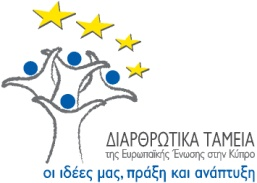 ΔΙΑΡΘΡΩΤΙΚΑ ΤΑΜΕΙΑ
της Ευρωπαϊκής Ένωσης στην Κύπρο
οι ιδέες μας, πράξη και ανάπτυξη